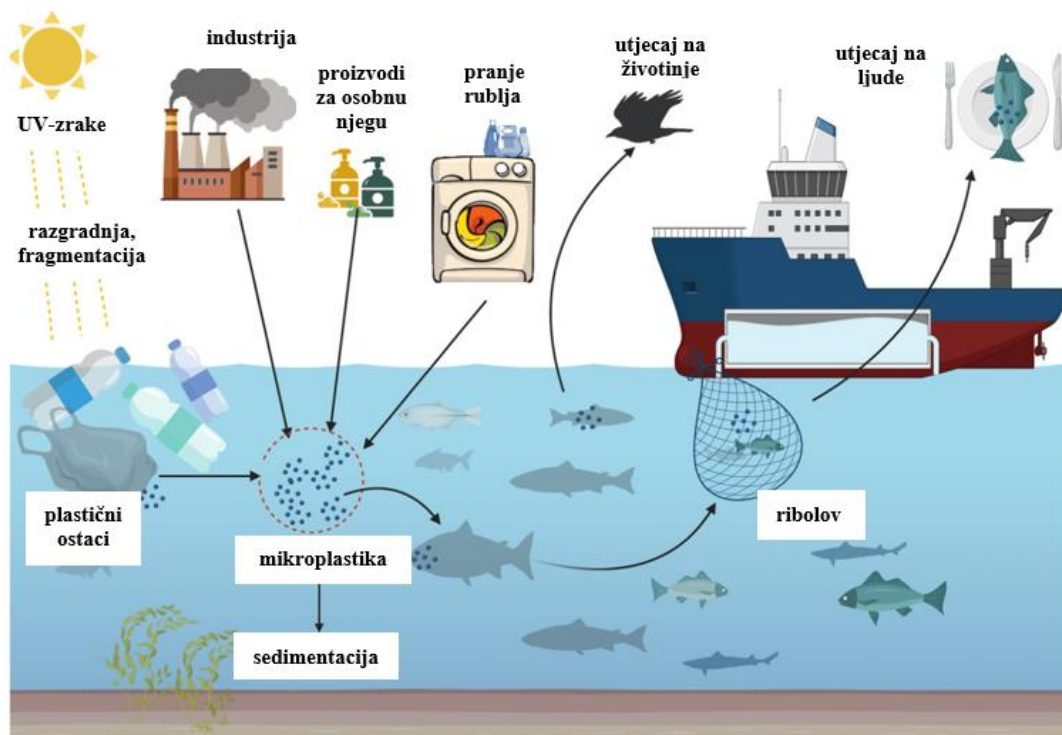 industrija
utjecaj na
životinje
utjecaj na
ljude
proizvodi
za osobnu
njegu
pranje
rublja
UV-zrake
razgradnja,
fragmentacija
plastični
ostaci
mikroplastika
ribolov
sedimentacija